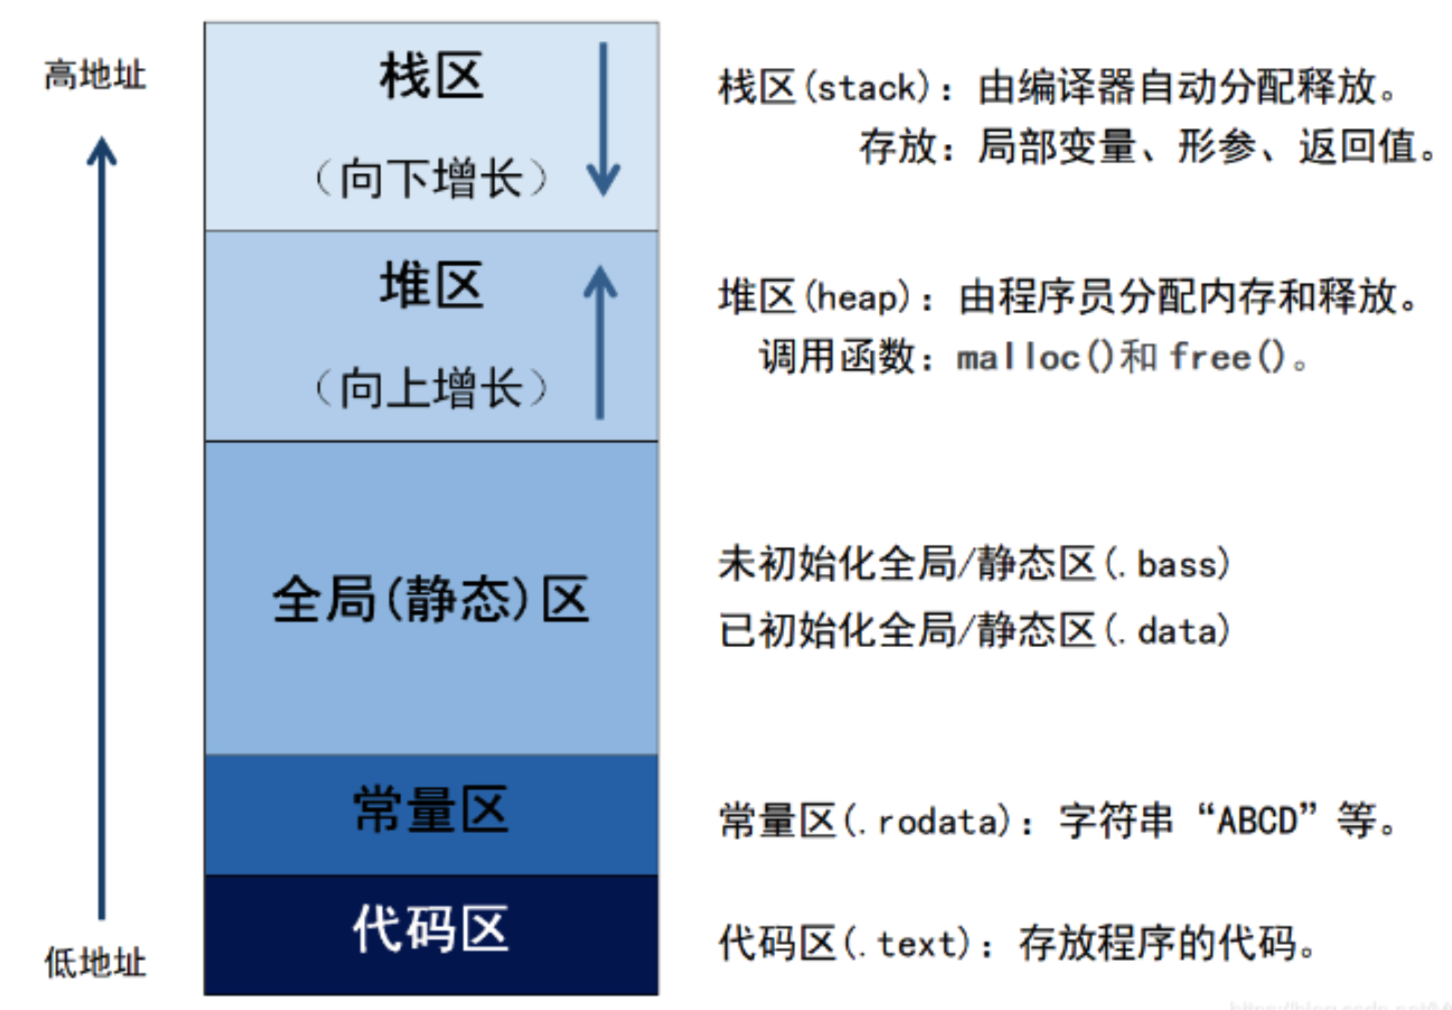 高地址
栈区
(向下增长)
栈区(stack): 由编译器自动分配释放。
存放: 局部变量、形参、返回值。
堆区
(向上增长)
堆区(heap): 由程序员分配内存和释放。
调用函数: malloc()和 free()。
全局(静态)区
未初始化全局/静态区(.bass)
已初始化全局/静态区(.data)
常量区
常量区(.rodata): 字符串 “ABCD” 等。
代码区
代码区(.text): 存放程序的代码。
低地址